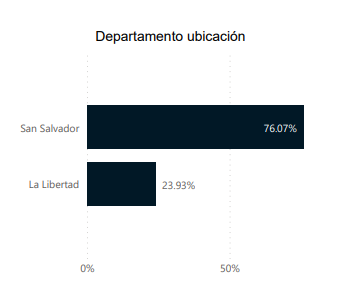 Departamento ubicación
San Salvador
76.07%
La Libertad
23.93%
0%
50%